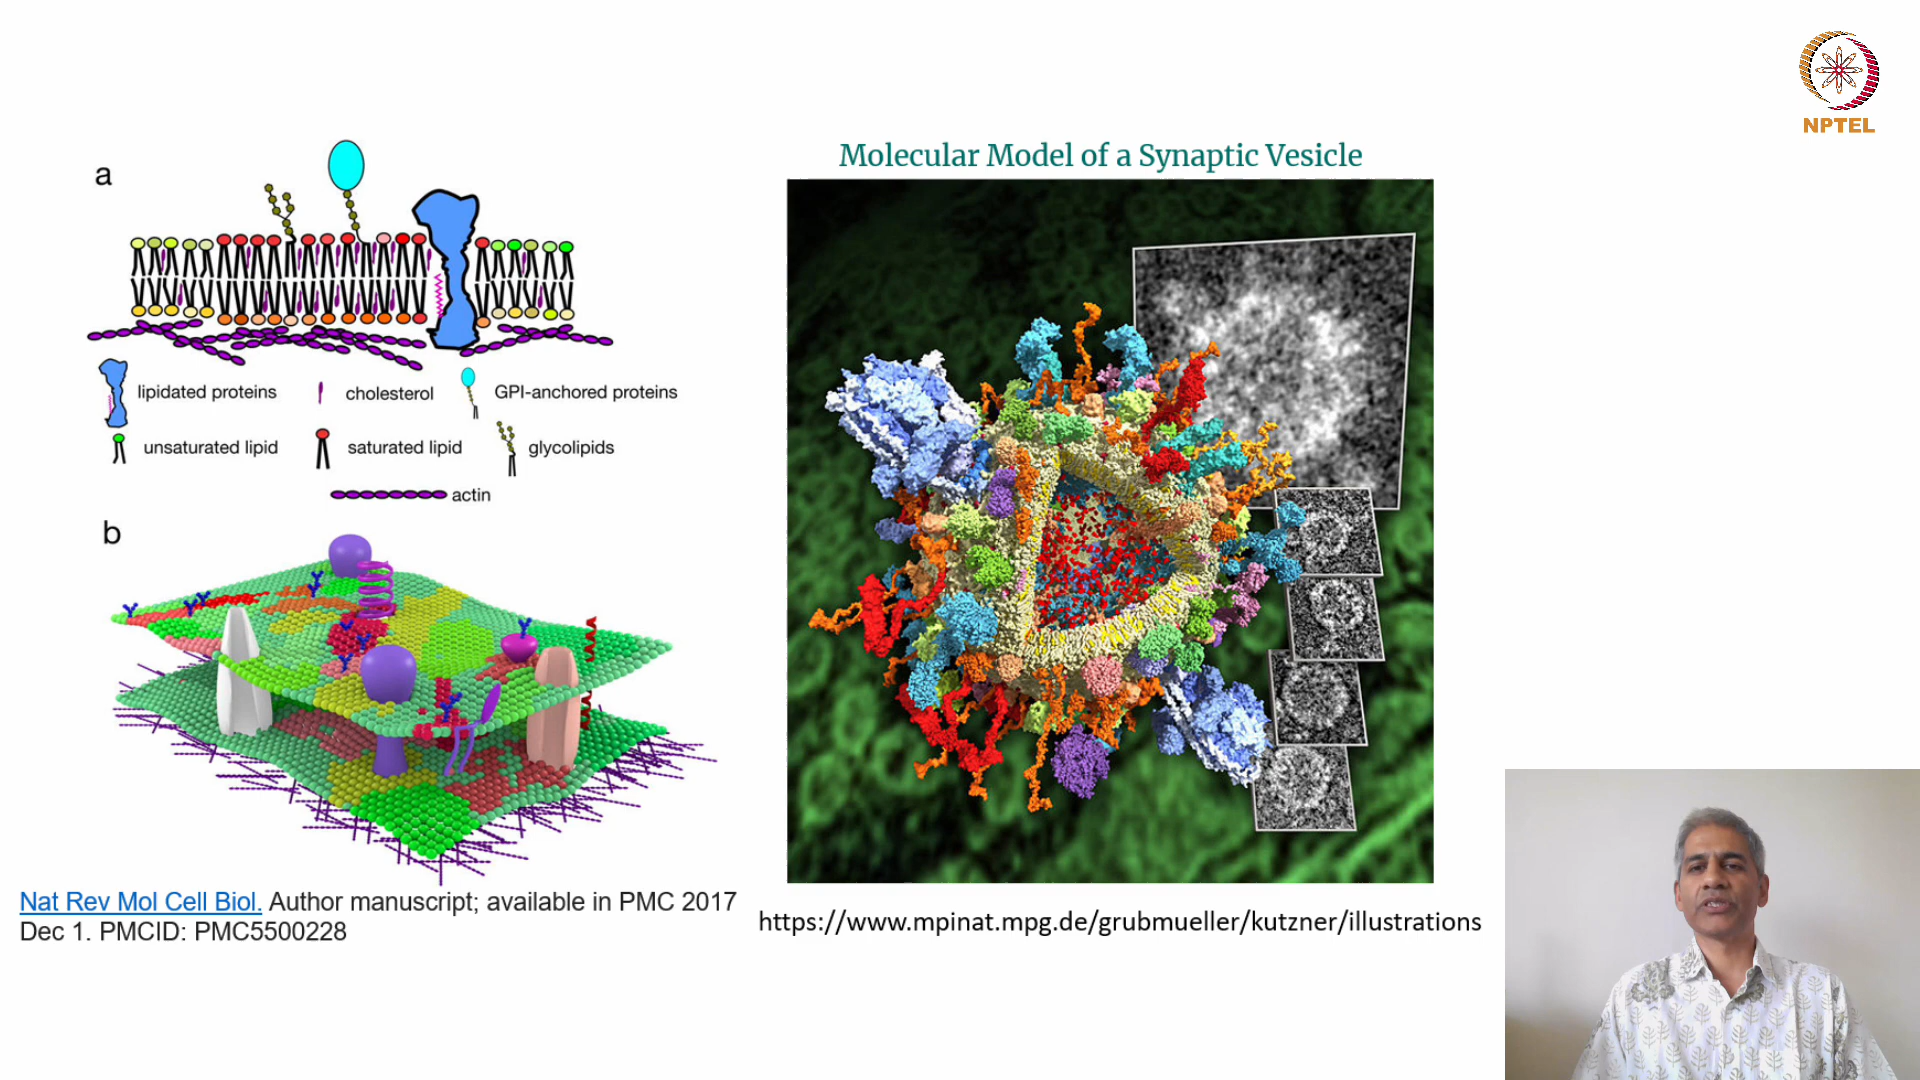 NPTEL
Molecular Model of a Synaptic Vesicle
a
lipidated proteins
cholesterol
GPI-anchored proteins
unsaturated lipid
saturated lipid
glycolipids
actin
b
Nat Rev Mol Cell Biol. Author manuscript; available in PMC 2017
Dec 1. PMCID: PMC5500228
https://www.mpinat.mpg.de/grubmueller/kutzner/illustrations